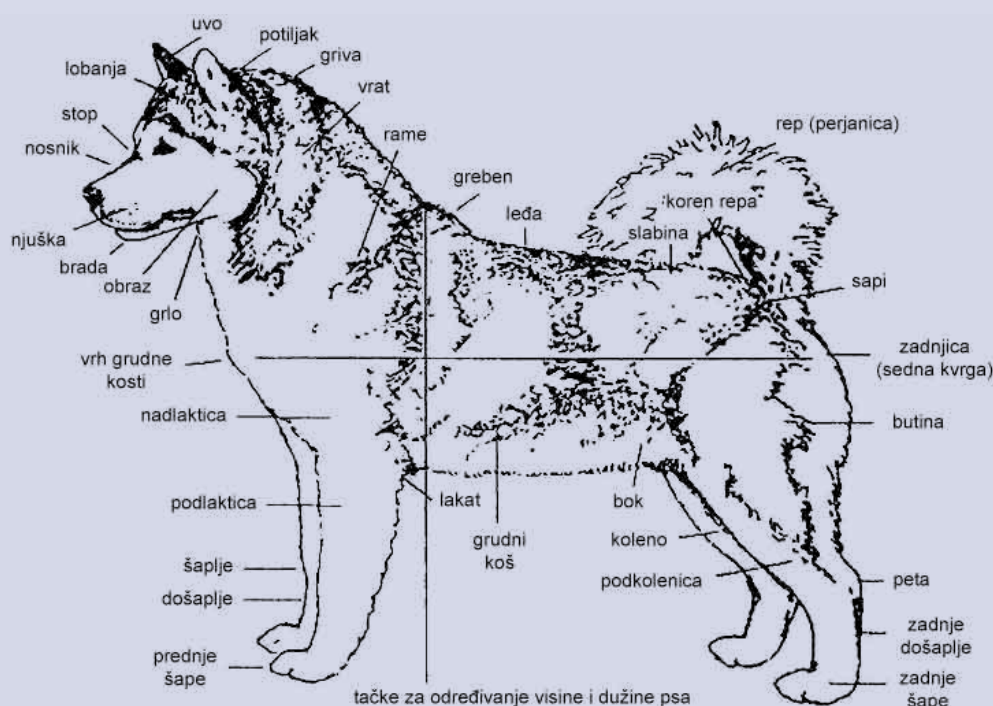 uvo
potiljak
griva
lobanja
vrat
stop
rame
rep (perjanica)
nosnik
greben
koren repa
leđa
slabina
njuška
brada
obraz
sapi
grlo
vrh grudne
kosti
zadnjica
(sedna kvrga)
nadlaktica
butina
podlaktica
lakat
bok
grudni
koš
koleno
šaplje
podkolenica
peta
došaplje
zadnje
došaplje
prednje
šape
zadnje
šape
tačke za određivanje visine i dužine psa